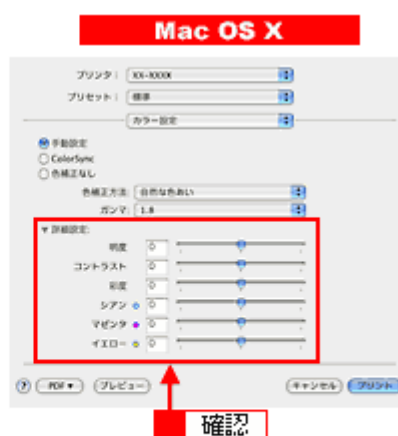 Mac OS X
プリンタ： XX-XXXX
プリセット： 標準
カラー設定
手動設定
ColorSync
色補正なし
色補正方法： 自然な色あい
ガンマ： 1.8
▼ 詳細設定：
明度 0
コントラスト 0
彩度 0
シアン 0
マゼンタ 0
イエロー 0
? PDF▼ プレビュー キャンセル プリント
確認